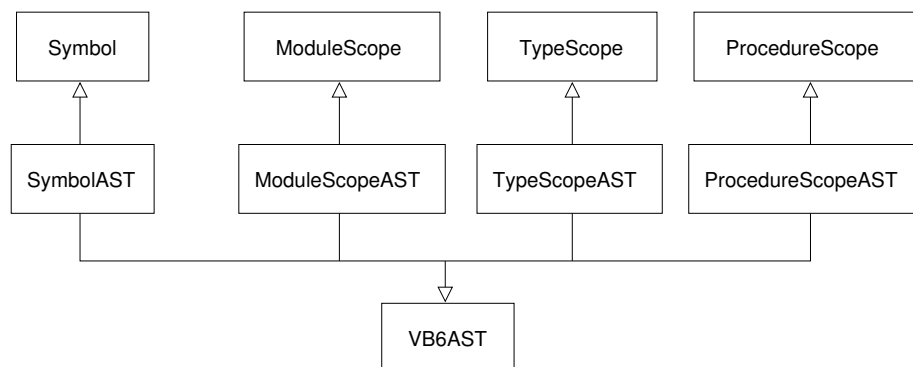 Symbol
ModuleScope
TypeScope
ProcedureScope
SymbolAST
ModuleScopeAST
TypeScopeAST
ProcedureScopeAST
VB6AST